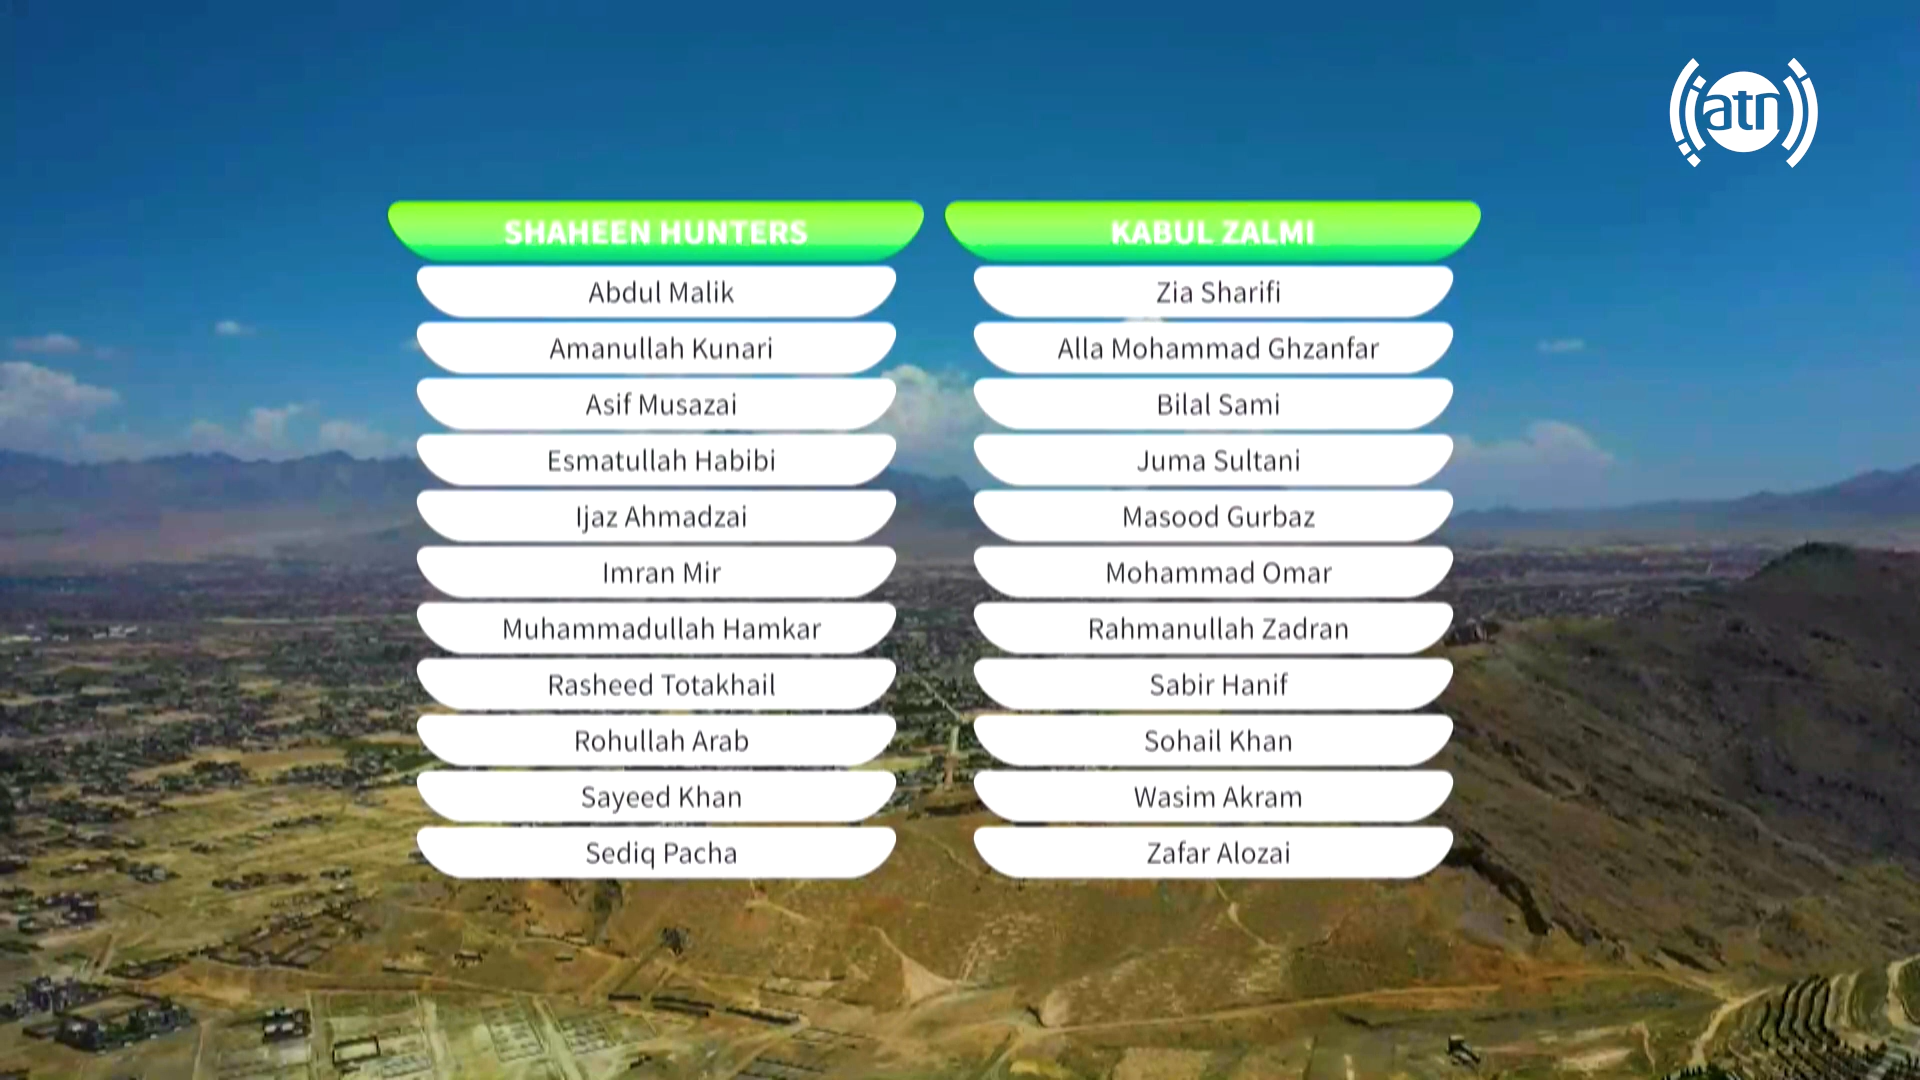 atn
SHAHEEN HUNTERS
Abdul Malik
Amanullah Kunari
Asif Musazai
Esmatullah Habibi
Ijaz Ahmadzai
Imran Mir
Muhammadullah Hamkar
Rasheed Totakhail
Rohullah Arab
Sayeed Khan
Sediq Pacha
KABUL ZALMI
Zia Sharifi
Alla Mohammad Ghzanfar
Bilal Sami
Juma Sultani
Masood Gurbaz
Mohammad Omar
Rahmanullah Zadran
Sabir Hanif
Sohail Khan
Wasim Akram
Zafar Alozai